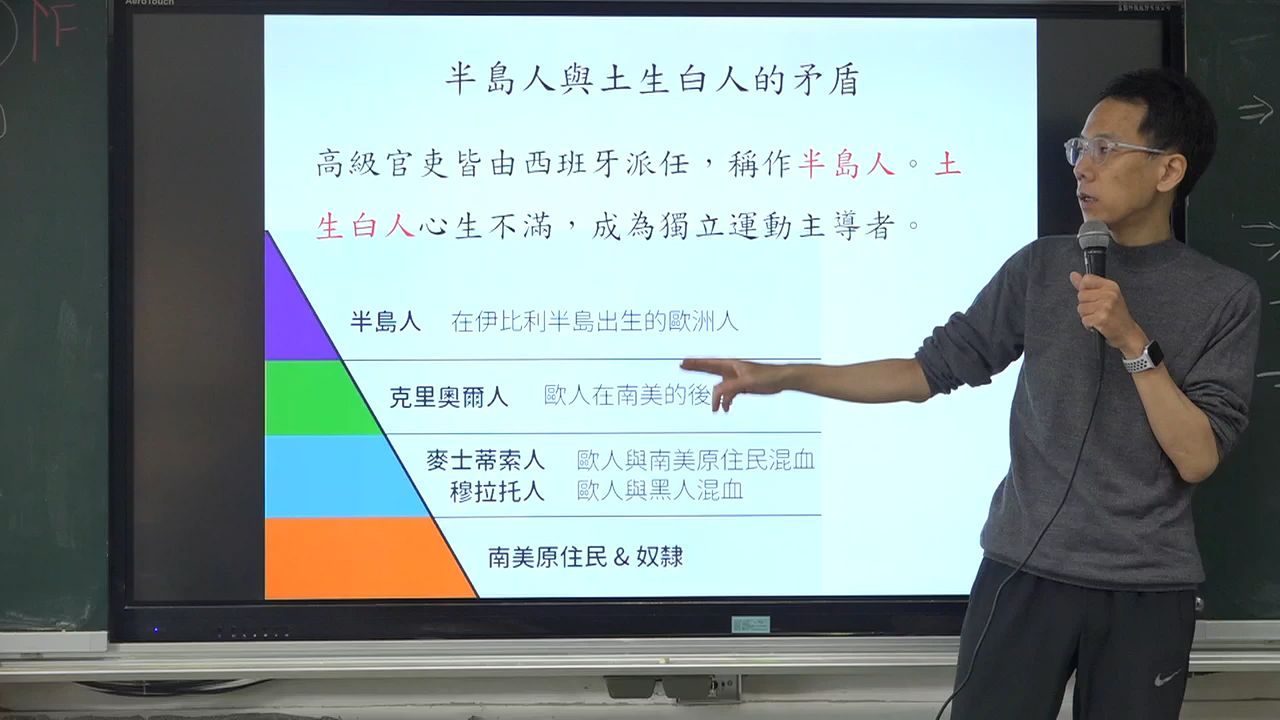 AeroTouch
半島人與土生白人的矛盾
高級官吏皆由西班牙派任，稱作半島人。土
生白人心生不滿，成為獨立運動主導者。
半島人 在伊比利半島出生的歐洲人
克里奧爾人 歐人在南美的後
麥士蒂索人 歐人與南美原住民混血
穆拉托人 歐人與黑人混血
南美原住民 & 奴隸